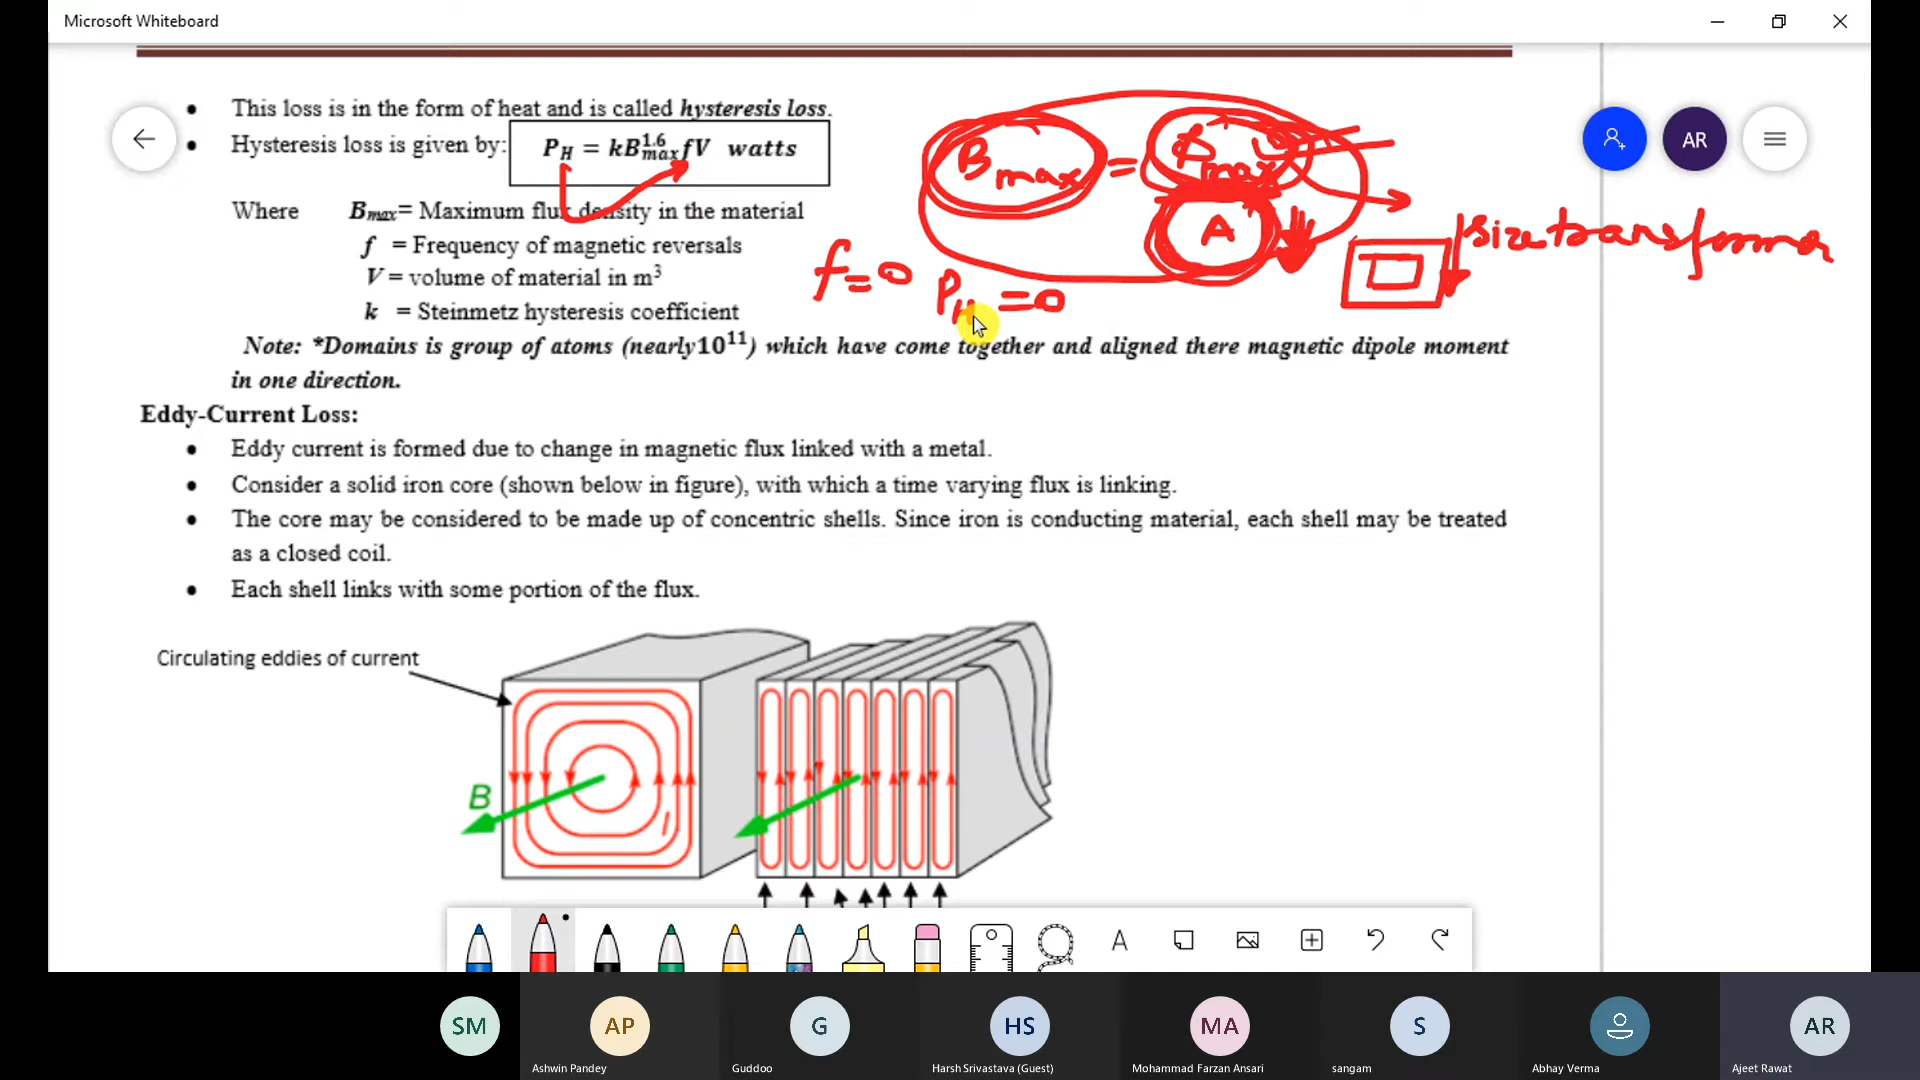 Microsoft Whiteboard
• This loss is in the form of heat and is called hysteresis loss.
• Hysteresis loss is given by: P_H = kB_max^1.6 fV watts
Where B_max = Maximum flux density in the material
f = Frequency of magnetic reversals
V = volume of material in m³
k = Steinmetz hysteresis coefficient
B max = max
A
size transformer
f = 0
P_H = 0
Note: *Domains is group of atoms (nearly10¹¹) which have come together and aligned there magnetic dipole moment
in one direction.
Eddy-Current Loss:
• Eddy current is formed due to change in magnetic flux linked with a metal.
• Consider a solid iron core (shown below in figure), with which a time varying flux is linking.
• The core may be considered to be made up of concentric shells. Since iron is conducting material, each shell may be treated
as a closed coil.
• Each shell links with some portion of the flux.
Circulating eddies of current
B
I
AR
A
SM
AP
G
HS
MA
S
AR
Ashwin Pandey
Guddoo
Harsh Srivastava (Guest)
Mohammad Farzan Ansari
sangam
Abhay Verma
Ajeet Rawat